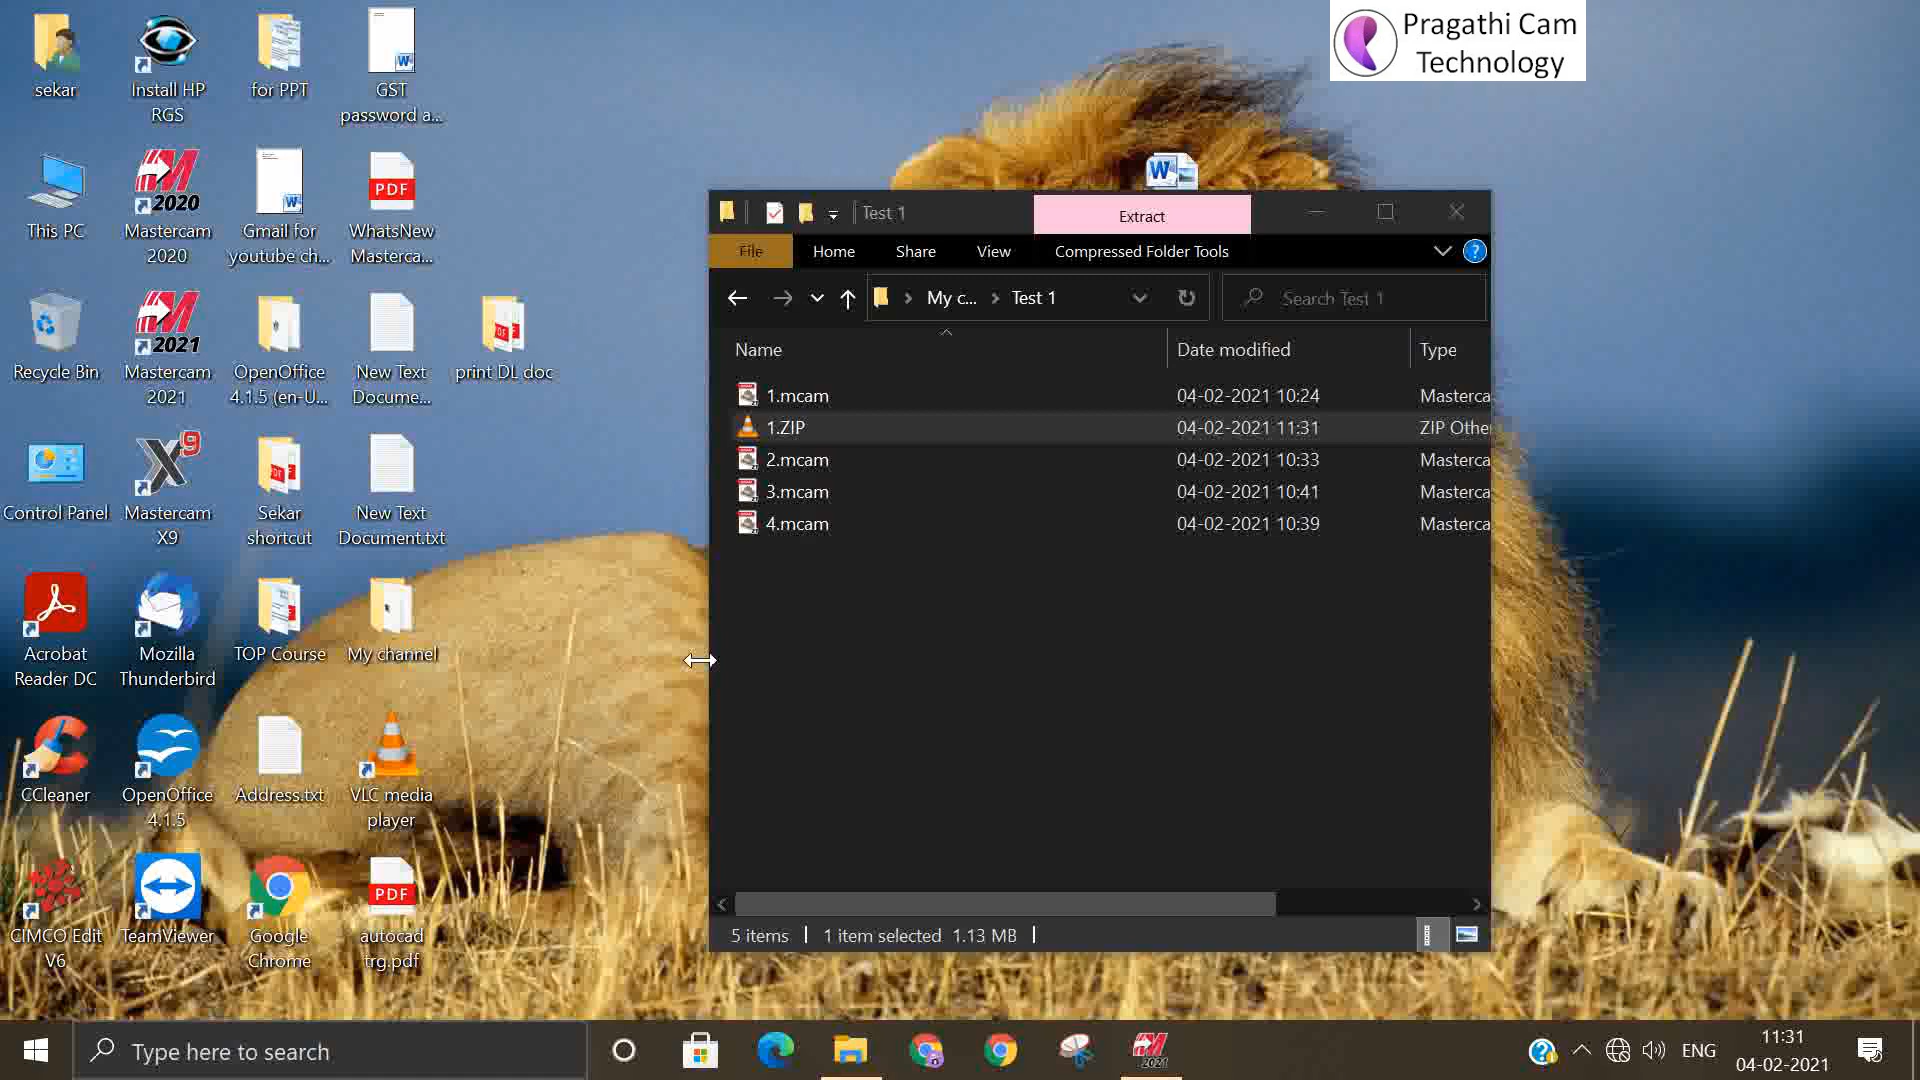 Pragathi Cam
Technology
sekar
Install HP
RGS
for PPT
GST
password a...
This PC
2020
Mastercam
2020
Gmail for
youtube ch...
PDF
WhatsNew
Masterca...
Recycle Bin
2021
Mastercam
2021
OpenOffice
4.1.5 (en-U...
New Text
Docume...
print DL doc
Control Panel
Mastercam
X9
Sekar
shortcut
New Text
Document.txt
Acrobat
Reader DC
Mozilla
Thunderbird
TOP Course
My channel
CCleaner
OpenOffice
4.1.5
Address.txt
VLC media
player
CIMCO Edit
V6
TeamViewer
Google
Chrome
PDF
autocad
trg.pdf
Test 1
Extract
File
Home
Share
View
Compressed Folder Tools
My c...
Test 1
Search Test 1
Name
Date modified
Type
1.mcam 04-02-2021 10:24 Masterca
1.ZIP 04-02-2021 11:31 ZIP Othe
2.mcam 04-02-2021 10:33 Masterca
3.mcam 04-02-2021 10:41 Masterca
4.mcam 04-02-2021 10:39 Masterca
5 items
1 item selected 1.13 MB
Type here to search
2021
ENG
11:31
04-02-2021